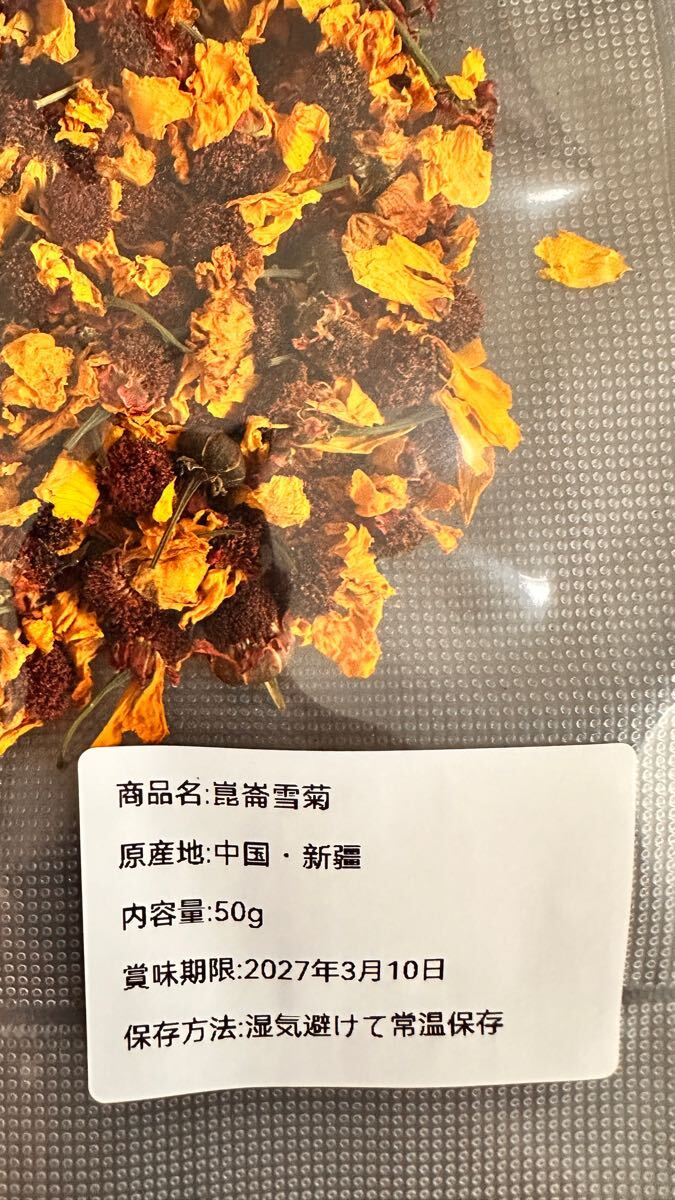 商品名:崑崙雪菊
原産地:中国・新疆
内容量:50g
賞味期限:2027年3月10日
保存方法:湿気避けて常温保存